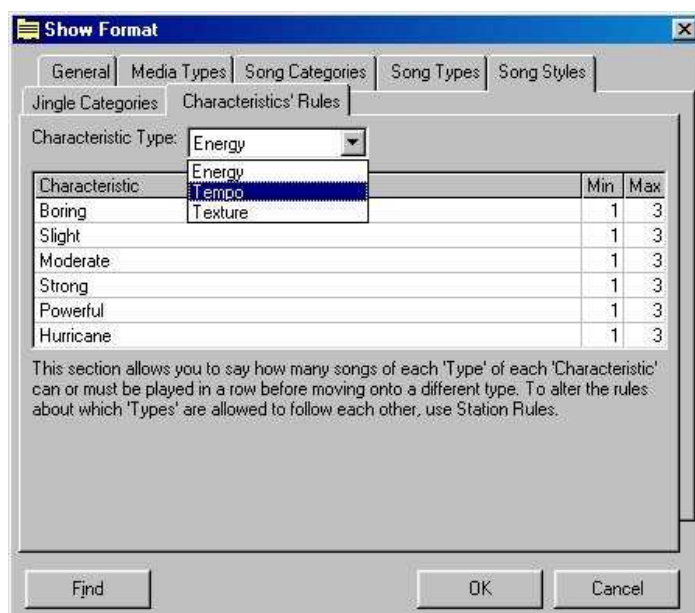 Show Format
General Media Types Song Categories Song Types Song Styles
Jingle Categories Characteristics' Rules
Characteristic Type: Energy
Energy
Tempo
Texture
Characteristic Min Max
Boring 1 3
Slight 1 3
Moderate 1 3
Strong 1 3
Powerful 1 3
Hurricane 1 3
This section allows you to say how many songs of each 'Type' of each 'Characteristic'
can or must be played in a row before moving onto a different type. To alter the rules
about which 'Types' are allowed to follow each other, use Station Rules.
Find OK Cancel